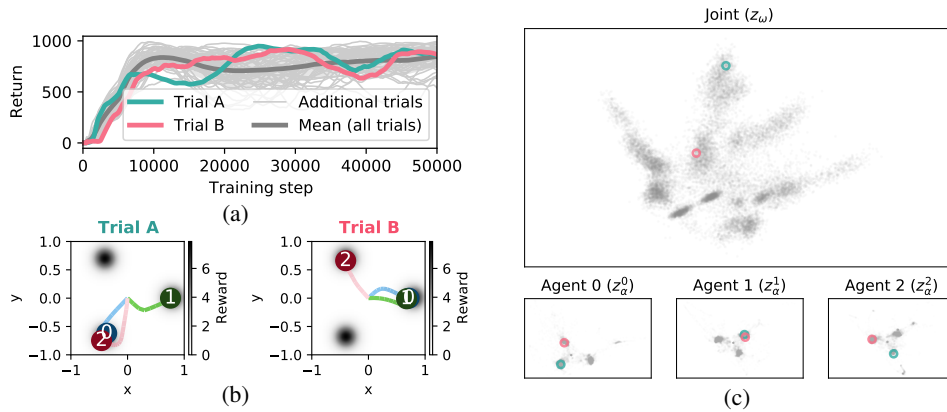 Joint (z_ω)
1000
500
0
Return
Trial A
Trial B
Additional trials
Mean (all trials)
0 10000 20000 30000 40000 50000
Training step
(a)
Trial A
1.0
0.5
0.0
−0.5
−1.0
y
−1 0 1
x
2 0 1
6
4
2
0
Reward
Trial B
1.0
0.5
0.0
−0.5
−1.0
y
−1 0 1
x
2 1 0
6
4
2
0
Reward
(b)
Agent 0 (z_α^0)
Agent 1 (z_α^1)
Agent 2 (z_α^2)
(c)